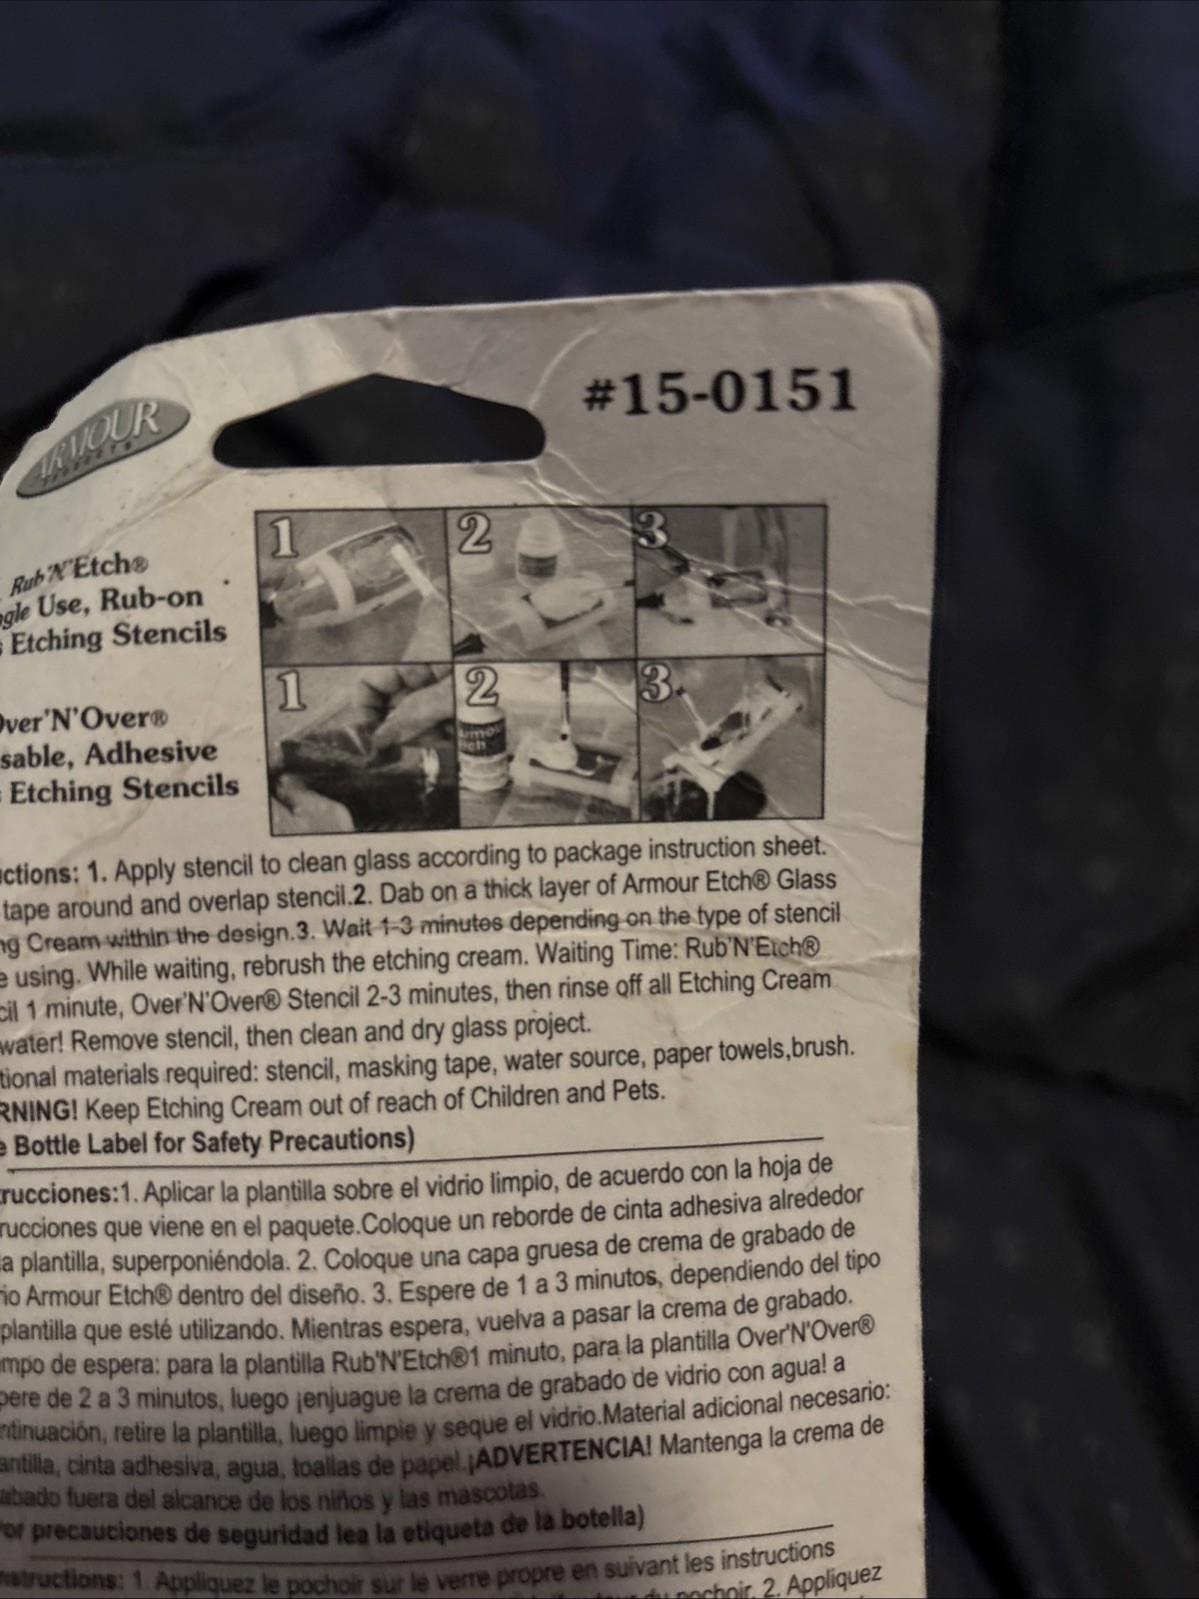 #15-0151
ARMOUR
PRODUCTS
Rub'N'Etch®
gle Use, Rub-on
s Etching Stencils
Over'N'Over®
sable, Adhesive
s Etching Stencils
1 2 3
1 2 3
uctions: 1. Apply stencil to clean glass according to package instruction sheet.
tape around and overlap stencil.2. Dab on a thick layer of Armour Etch® Glass
ng Cream within the design.3. Wait 1-3 minutes depending on the type of stencil
e using. While waiting, rebrush the etching cream. Waiting Time: Rub'N'Etch®
cil 1 minute, Over'N'Over® Stencil 2-3 minutes, then rinse off all Etching Cream
water! Remove stencil, then clean and dry glass project.
tional materials required: stencil, masking tape, water source, paper towels,brush.
RNING! Keep Etching Cream out of reach of Children and Pets.
e Bottle Label for Safety Precautions)
trucciones:1. Aplicar la plantilla sobre el vidrio limpio, de acuerdo con la hoja de
rucciones que viene en el paquete.Coloque un reborde de cinta adhesiva alrededor
la plantilla, superponiéndola. 2. Coloque una capa gruesa de crema de grabado de
rio Armour Etch® dentro del diseño. 3. Espere de 1 a 3 minutos, dependiendo del tipo
plantilla que esté utilizando. Mientras espera, vuelva a pasar la crema de grabado.
mpo de espera: para la plantilla Rub'N'Etch®1 minuto, para la plantilla Over'N'Over®
pere de 2 a 3 minutos, luego ¡enjuague la crema de grabado de vidrio con agua! a
ntinuación, retire la plantilla, luego limpie y seque el vidrio.Material adicional necesario:
antilla, cinta adhesiva, agua, toallas de papel.¡ADVERTENCIA! Mantenga la crema de
abado fuera del alcance de los niños y las mascotas.
or precauciones de seguridad lea la etiqueta de la botella)
nstructions: 1. Appliquez le pochoir sur le verre propre en suivant les instructions
du pochoir. 2. Appliquez